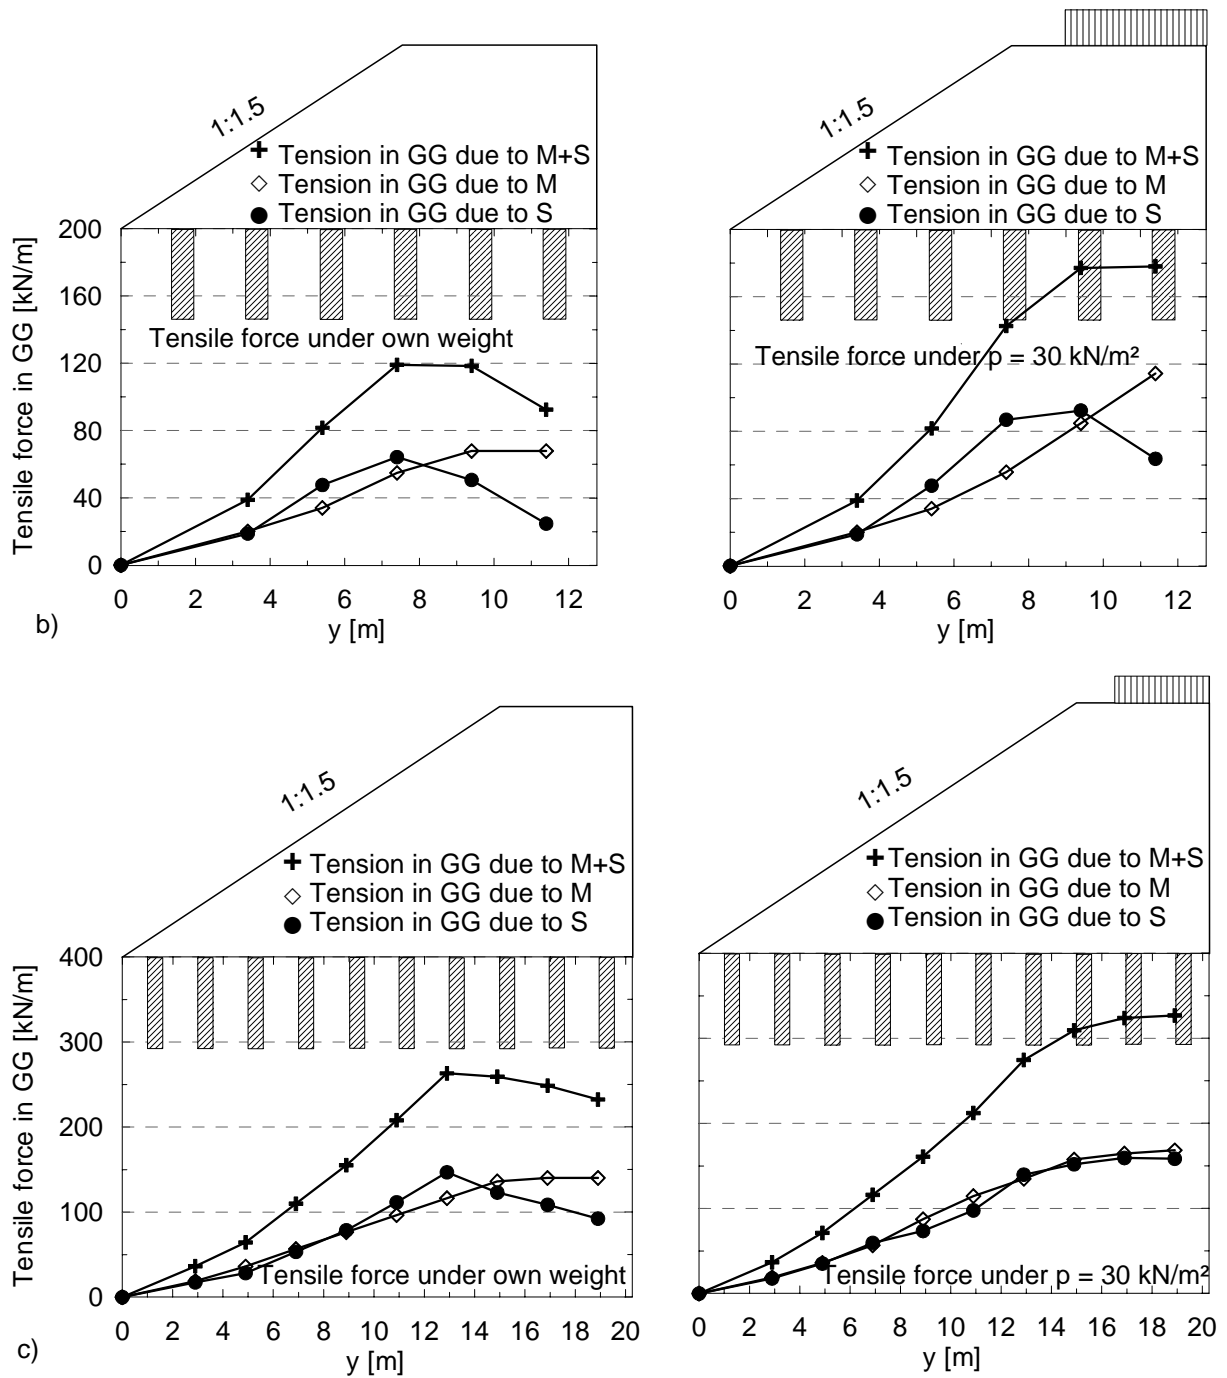 1:1.5
Tension in GG due to M+S
Tension in GG due to M
Tension in GG due to S
Tensile force in GG [kN/m]
200
160
120
80
40
0
Tensile force under own weight
0 2 4 6 8 10 12
y [m]
1:1.5
Tension in GG due to M+S
Tension in GG due to M
Tension in GG due to S
Tensile force under p = 30 kN/m²
0 2 4 6 8 10 12
y [m]
b)
1:1.5
Tension in GG due to M+S
Tension in GG due to M
Tension in GG due to S
Tensile force in GG [kN/m]
400
300
200
100
0
Tensile force under own weight
0 2 4 6 8 10 12 14 16 18 20
y [m]
1:1.5
Tension in GG due to M+S
Tension in GG due to M
Tension in GG due to S
Tensile force under p = 30 kN/m²
0 2 4 6 8 10 12 14 16 18 20
y [m]
c)